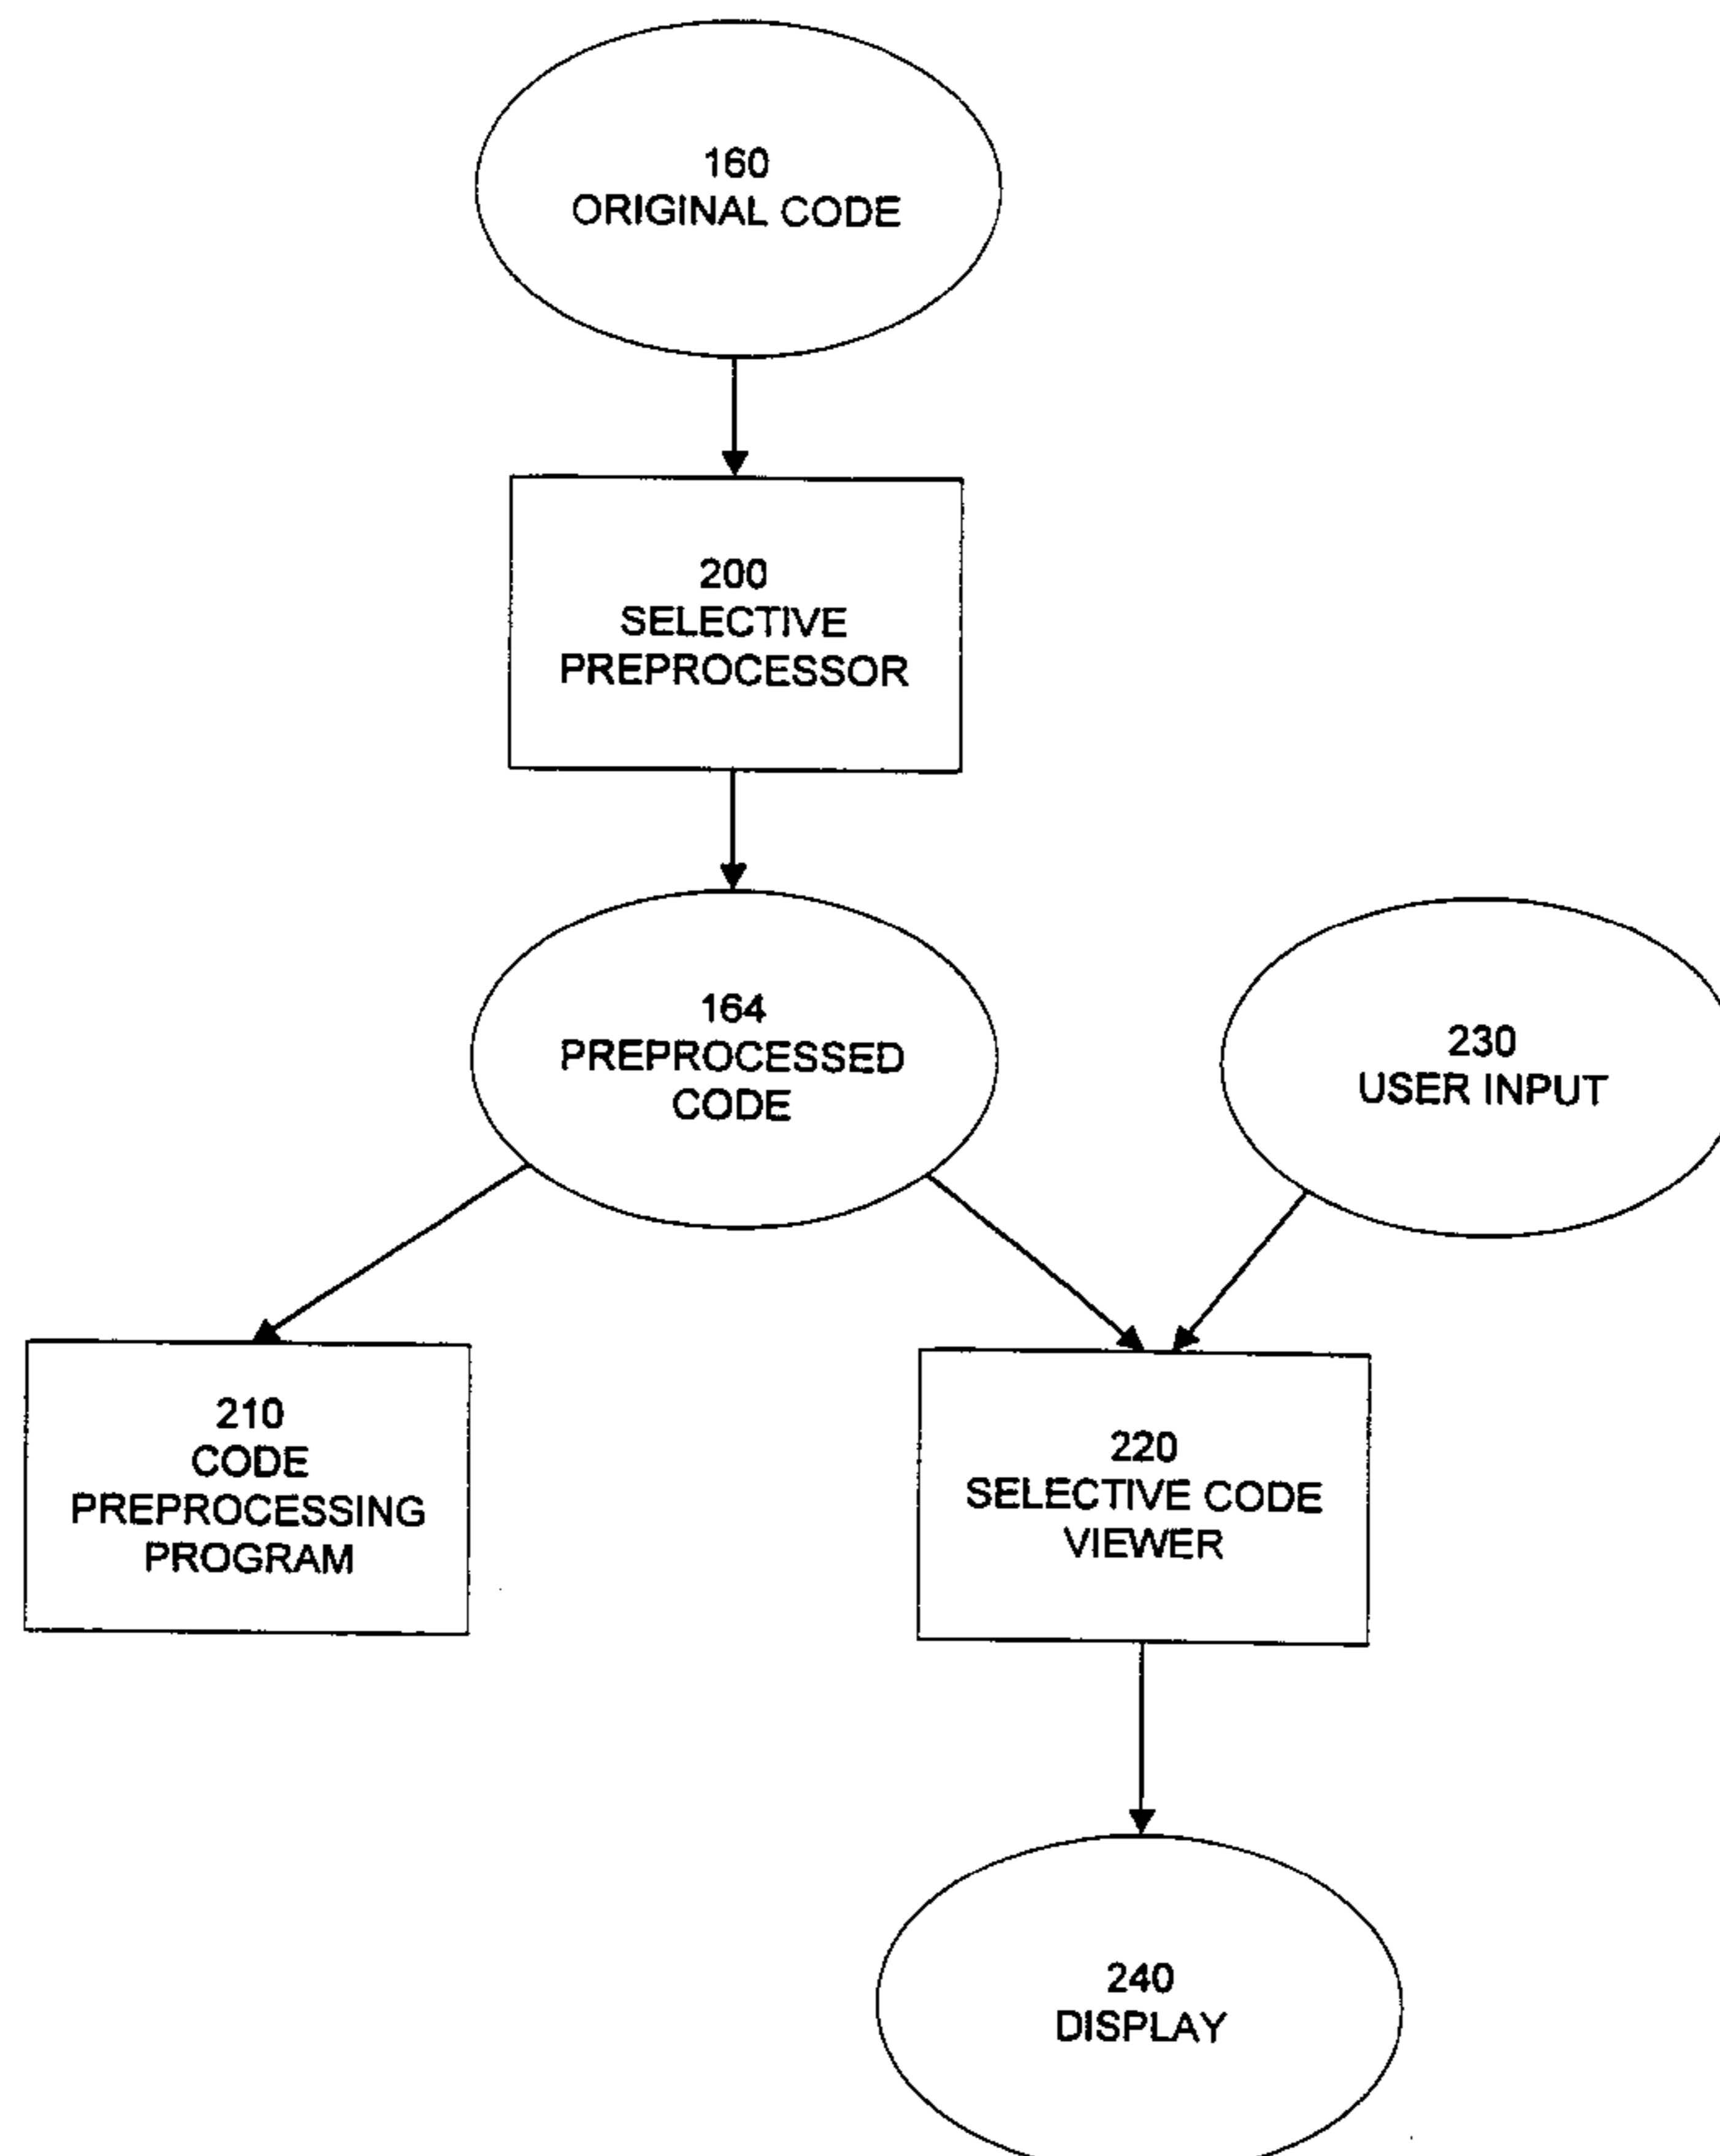 160
ORIGINAL CODE
200
SELECTIVE
PREPROCESSOR
164
PREPROCESSED
CODE
230
USER INPUT
210
CODE
PREPROCESSING
PROGRAM
220
SELECTIVE CODE
VIEWER
240
DISPLAY